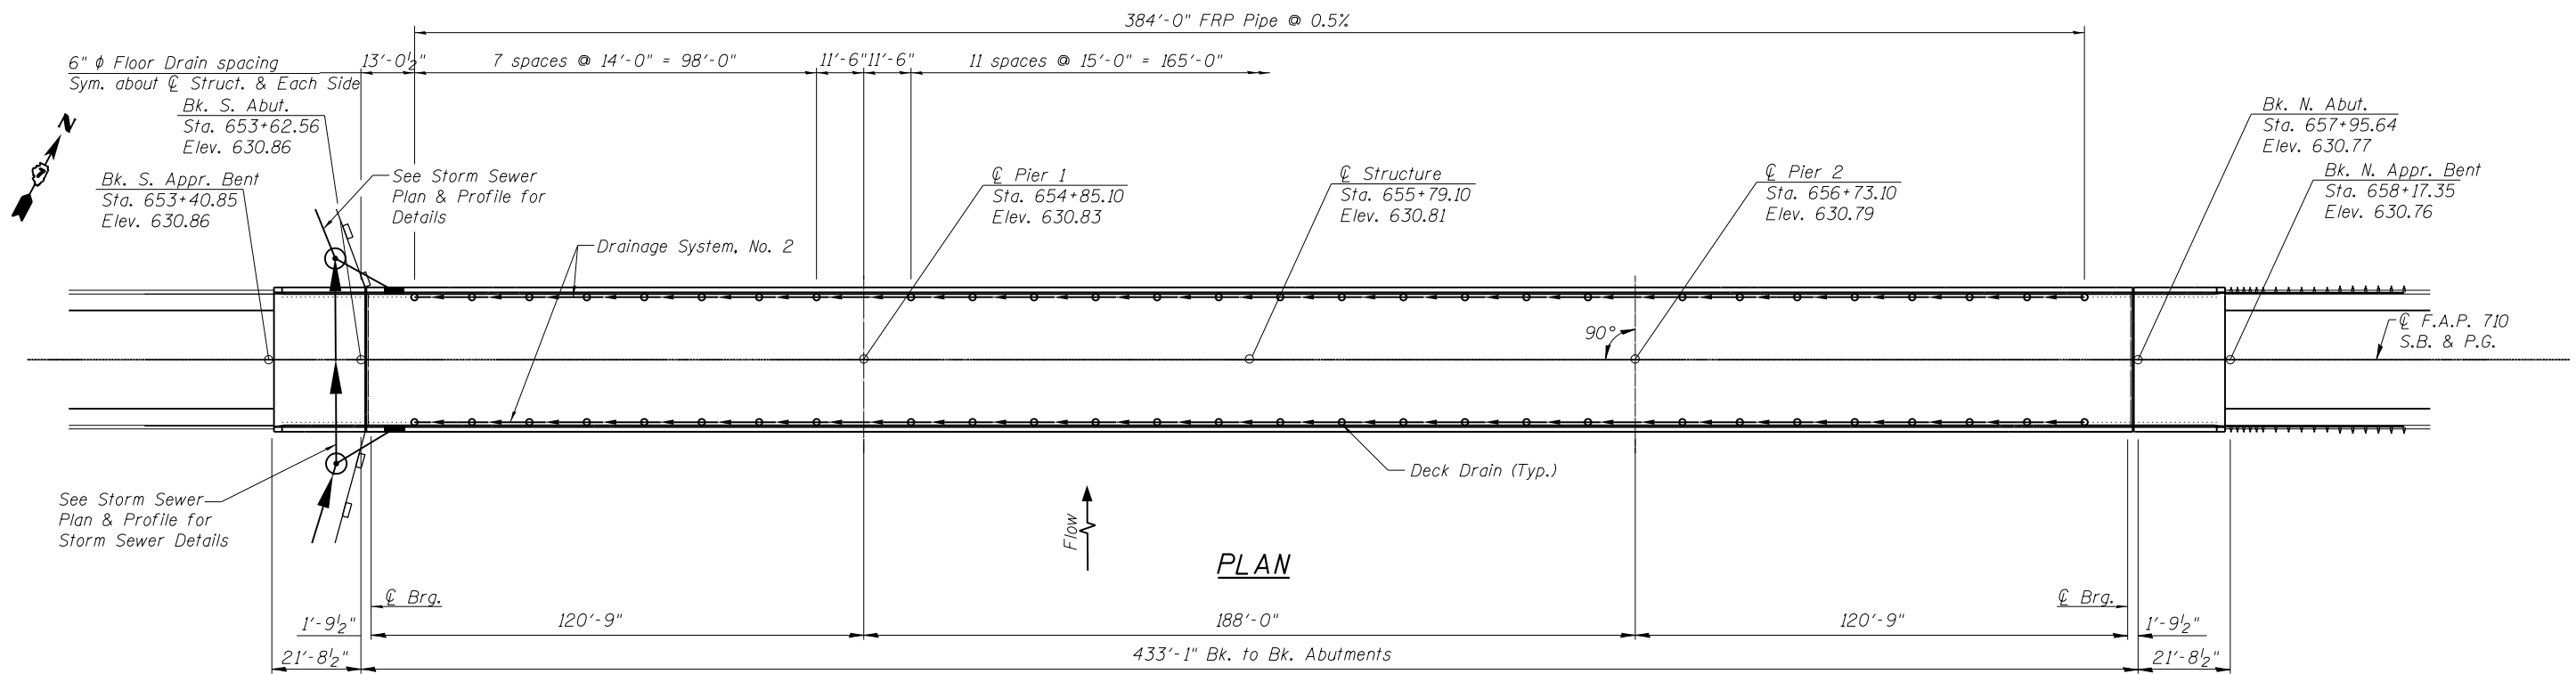 384'-0" FRP Pipe @ 0.5%
6" ϕ Floor Drain spacing
Sym. about ℄ Struct. & Each Side
13'-0½"
7 spaces @ 14'-0" = 98'-0"
11'-6"
11'-6"
11 spaces @ 15'-0" = 165'-0"
N
Bk. S. Abut.
Sta. 653+62.56
Elev. 630.86
Bk. S. Appr. Bent
Sta. 653+40.85
Elev. 630.86
See Storm Sewer
Plan & Profile for
Details
Drainage System, No. 2
℄ Pier 1
Sta. 654+85.10
Elev. 630.83
℄ Structure
Sta. 655+79.10
Elev. 630.81
℄ Pier 2
Sta. 656+73.10
Elev. 630.79
Bk. N. Abut.
Sta. 657+95.64
Elev. 630.77
Bk. N. Appr. Bent
Sta. 658+17.35
Elev. 630.76
90°
℄ F.A.P. 710
S.B. & P.G.
Deck Drain (Typ.)
See Storm Sewer
Plan & Profile for
Storm Sewer Details
Flow
PLAN
℄ Brg.
℄ Brg.
1'-9½"
120'-9"
188'-0"
120'-9"
1'-9½"
21'-8½"
433'-1" Bk. to Bk. Abutments
21'-8½"